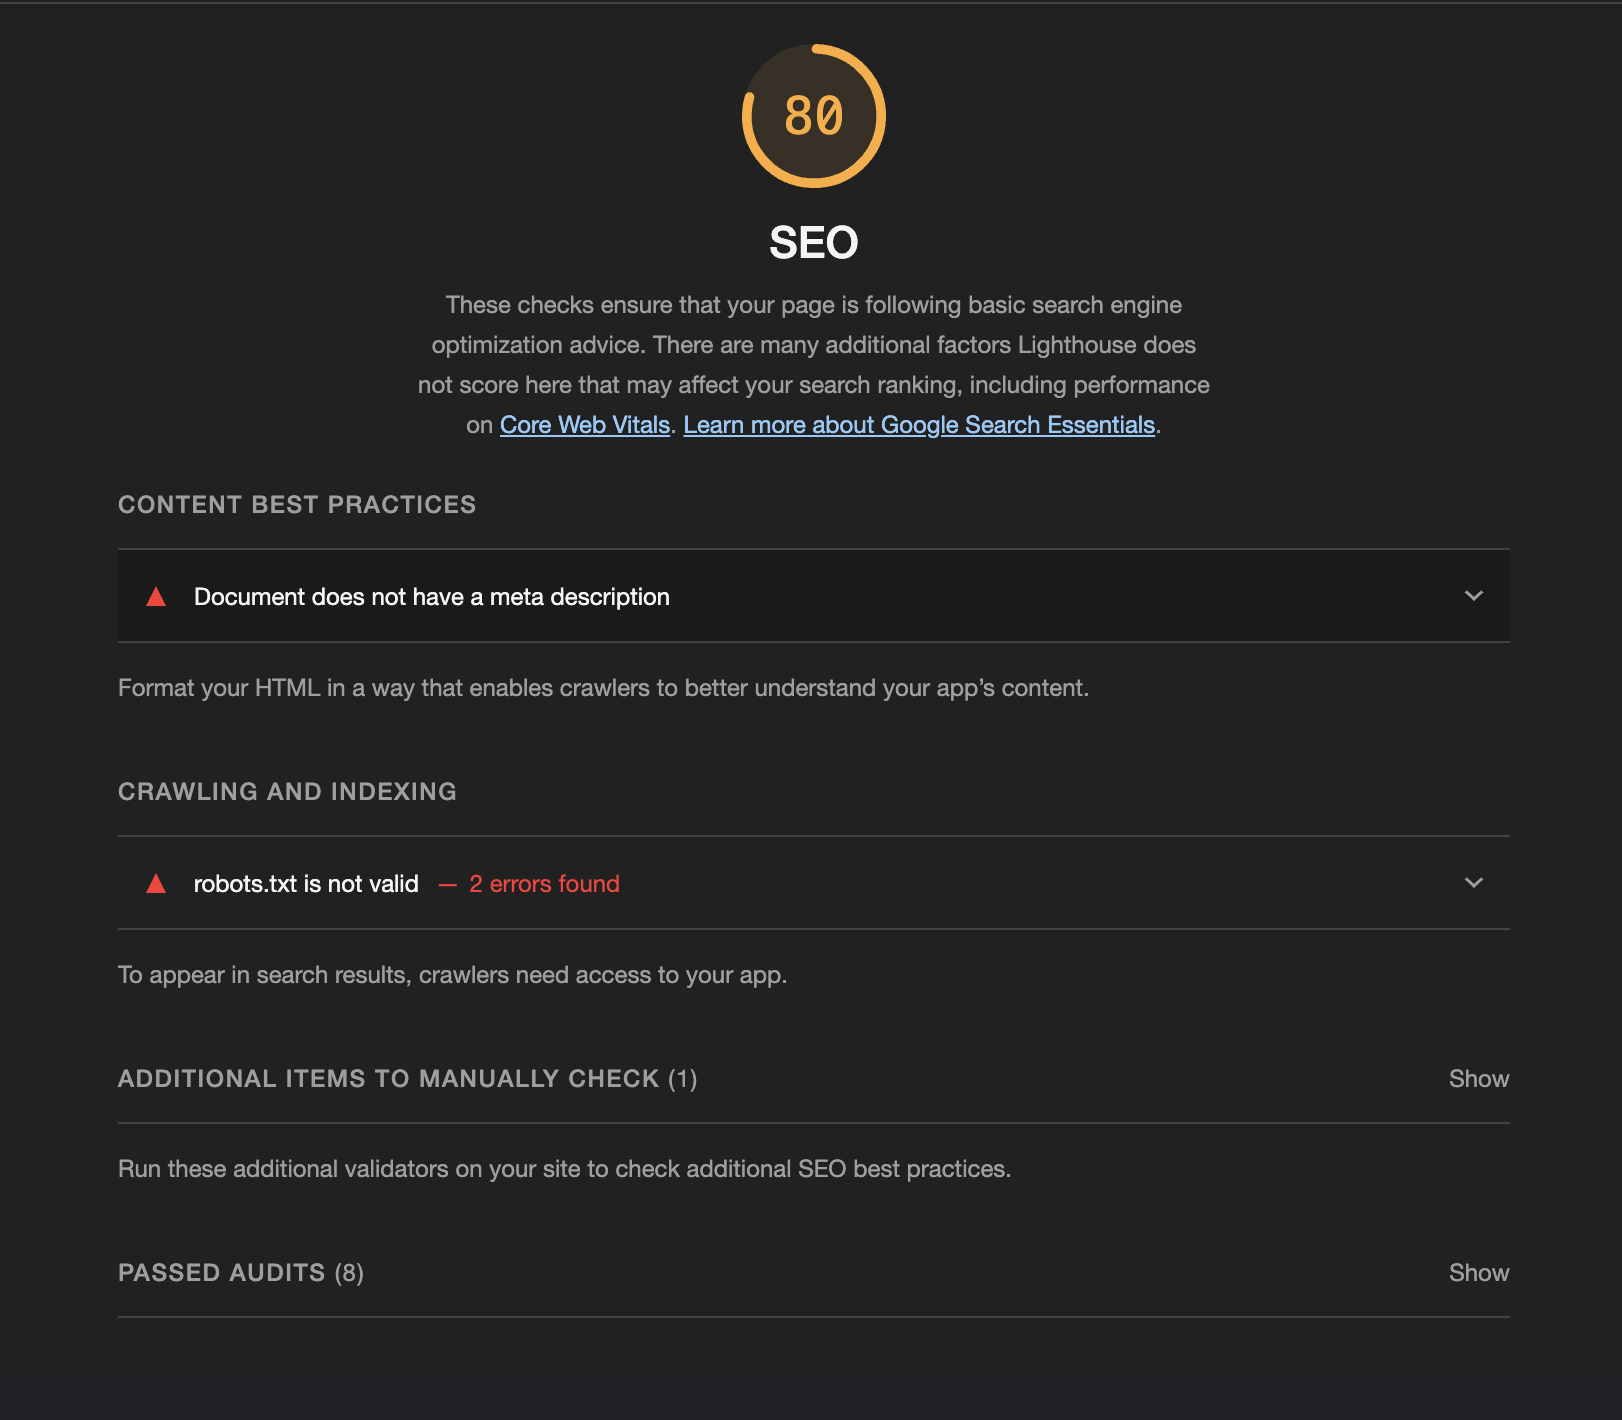 80
SEO
These checks ensure that your page is following basic search engine
optimization advice. There are many additional factors Lighthouse does
not score here that may affect your search ranking, including performance
on Core Web Vitals. Learn more about Google Search Essentials.
CONTENT BEST PRACTICES
Document does not have a meta description
Format your HTML in a way that enables crawlers to better understand your app’s content.
CRAWLING AND INDEXING
robots.txt is not valid — 2 errors found
To appear in search results, crawlers need access to your app.
ADDITIONAL ITEMS TO MANUALLY CHECK (1) Show
Run these additional validators on your site to check additional SEO best practices.
PASSED AUDITS (8) Show